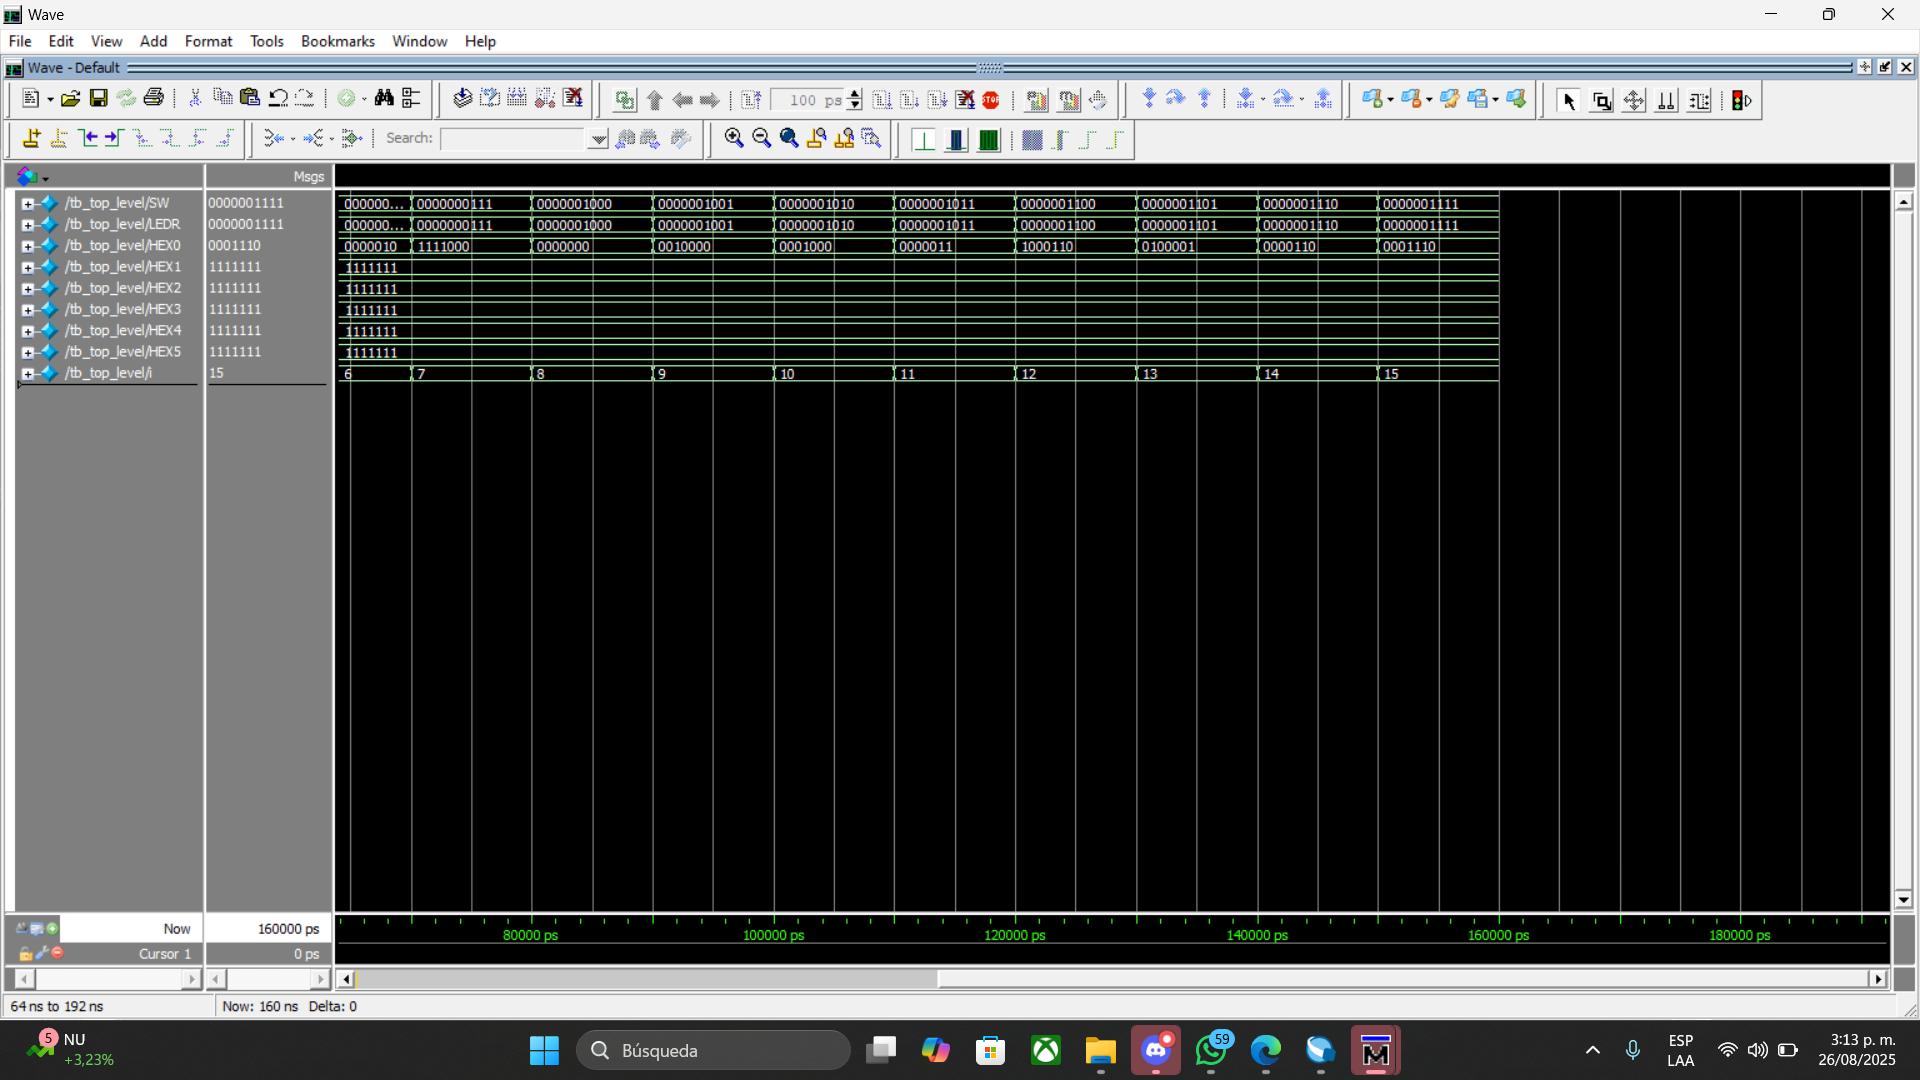 Wave
File Edit View Add Format Tools Bookmarks Window Help
Wave - Default
100 ps
STOP
Search:
Msgs
/tb_top_level/SW 0000001111 000000... 0000000111 0000001000 0000001001 0000001010 0000001011 0000001100 0000001101 0000001110 0000001111
/tb_top_level/LEDR 0000001111 000000... 0000000111 0000001000 0000001001 0000001010 0000001011 0000001100 0000001101 0000001110 0000001111
/tb_top_level/HEX0 0001110 0000010 1111000 0000000 0010000 0001000 0000011 1000110 0100001 0000110 0001110
/tb_top_level/HEX1 1111111 1111111
/tb_top_level/HEX2 1111111 1111111
/tb_top_level/HEX3 1111111 1111111
/tb_top_level/HEX4 1111111 1111111
/tb_top_level/HEX5 1111111 1111111
/tb_top_level/i 15 6 7 8 9 10 11 12 13 14 15
Now 160000 ps
80000 ps 100000 ps 120000 ps 140000 ps 160000 ps 180000 ps
Cursor 1 0 ps
64 ns to 192 ns Now: 160 ns Delta: 0
5 NU
+3,23%
Búsqueda
59
M
ESP
LAA
3:13 p. m.
26/08/2025